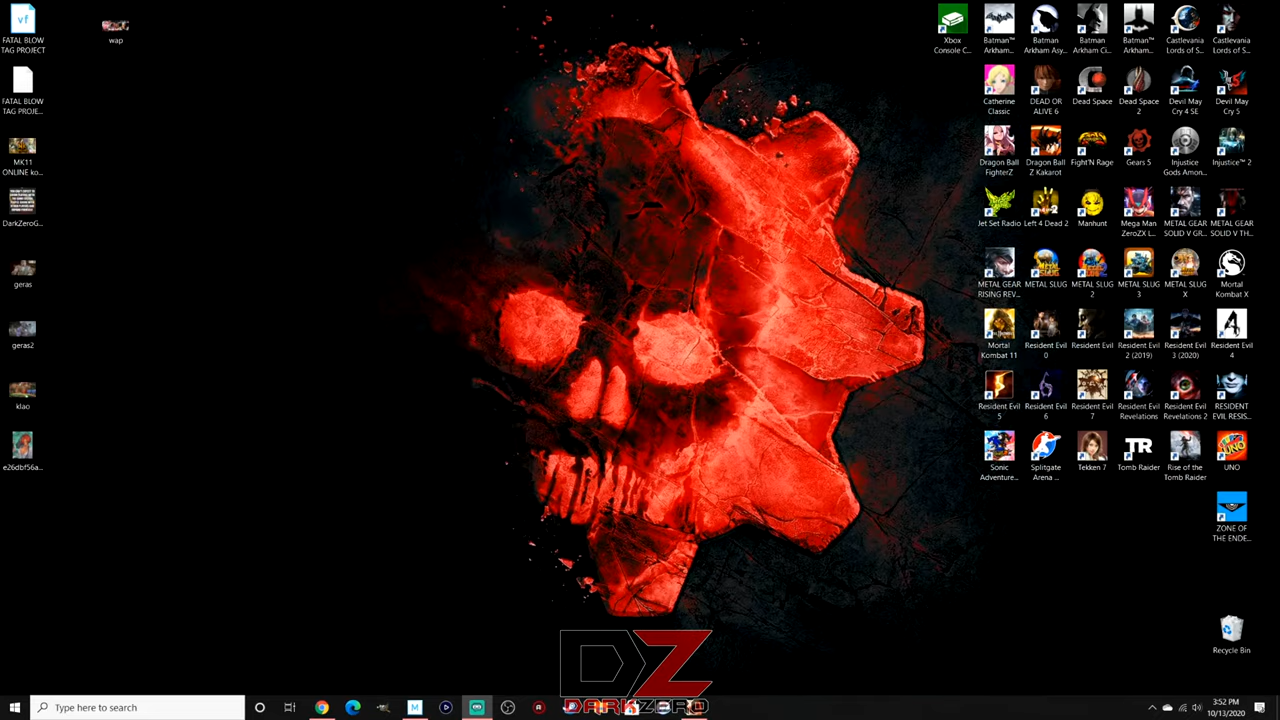 FATAL BLOW
TAG PROJECT
wap
FATAL BLOW
TAG PROJE...
MK11
ONLINE ko...
DarkZeroG...
geras
geras2
klao
e26dbf56a...
Xbox
Console C...
Batman™
Arkham...
Batman
Arkham Asy...
Batman
Arkham Ci...
Batman™
Arkham...
Castlevania
Lords of S...
Castlevania
Lords of S...
Catherine
Classic
DEAD OR
ALIVE 6
Dead Space
Dead Space
2
Devil May
Cry 4 SE
Devil May
Cry 5
Dragon Ball
FighterZ
Dragon Ball
Z Kakarot
Fight'N Rage
Gears 5
Injustice
Gods Amon...
Injustice™ 2
Jet Set Radio
Left 4 Dead 2
Manhunt
Mega Man
ZeroZX L...
METAL GEAR
SOLID V GR...
METAL GEAR
SOLID V TH...
METAL GEAR
RISING REV...
METAL SLUG
METAL SLUG
2
METAL SLUG
3
METAL SLUG
X
Mortal
Kombat X
Mortal
Kombat 11
Resident Evil
0
Resident Evil
Resident Evil
2 (2019)
Resident Evil
3 (2020)
Resident Evil
4
Resident Evil
5
Resident Evil
6
Resident Evil
7
Resident Evil
Revelations
Resident Evil
Revelations 2
RESIDENT
EVIL RESIS...
Sonic
Adventure...
Splitgate
Arena ...
Tekken 7
Tomb Raider
Rise of the
Tomb Raider
UNO
ZONE OF
THE ENDE...
Recycle Bin
DZ
DARKZERO
Type here to search
3:52 PM
10/13/2020